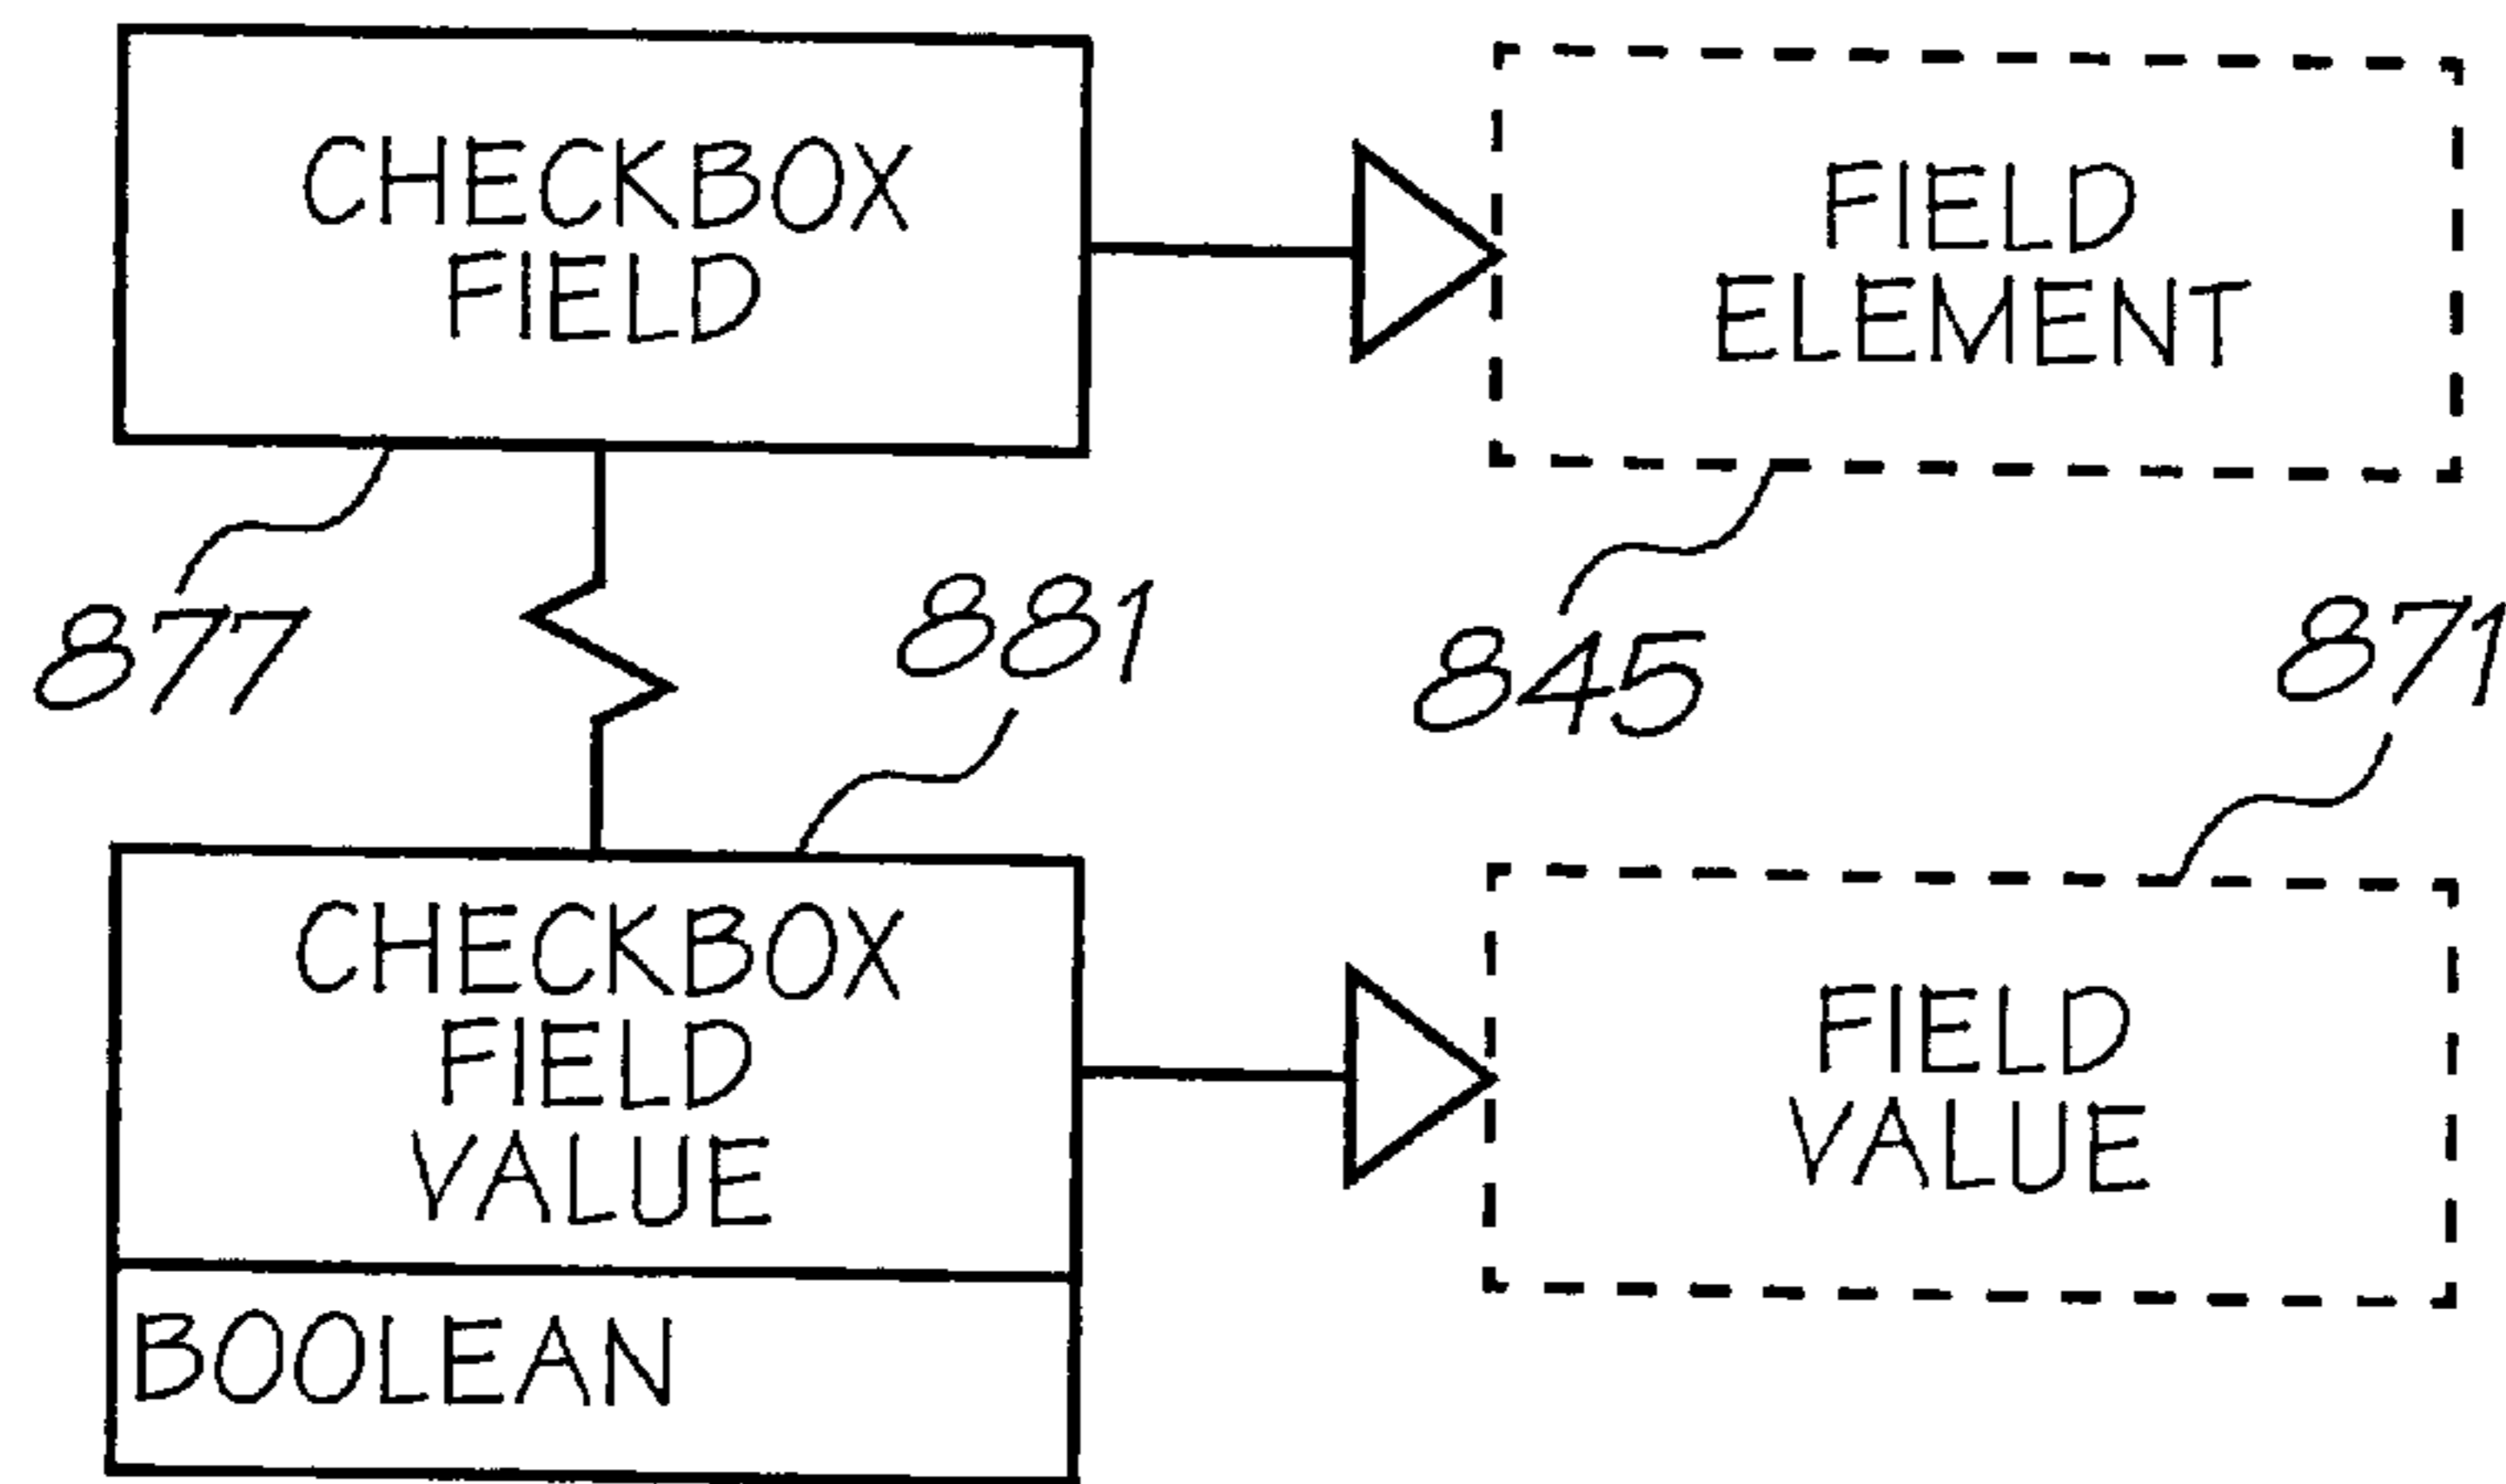 CHECKBOX
FIELD
FIELD
ELEMENT
877
881
845
871
CHECKBOX
FIELD
VALUE
BOOLEAN
FIELD
VALUE